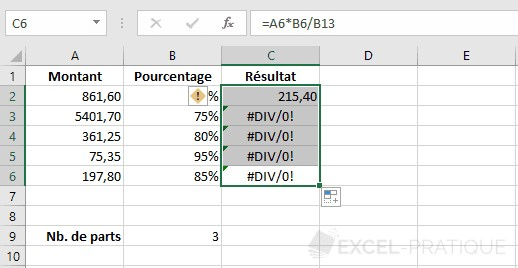 C6 fx =A6*B6/B13
A B C D E
1 Montant Pourcentage Résultat
2 861,60 % 215,40
3 5401,70 75% #DIV/0!
4 361,25 80% #DIV/0!
5 75,35 95% #DIV/0!
6 197,80 85% #DIV/0!
7
8
9 Nb. de parts 3
10
EXCEL-PRATIQUE